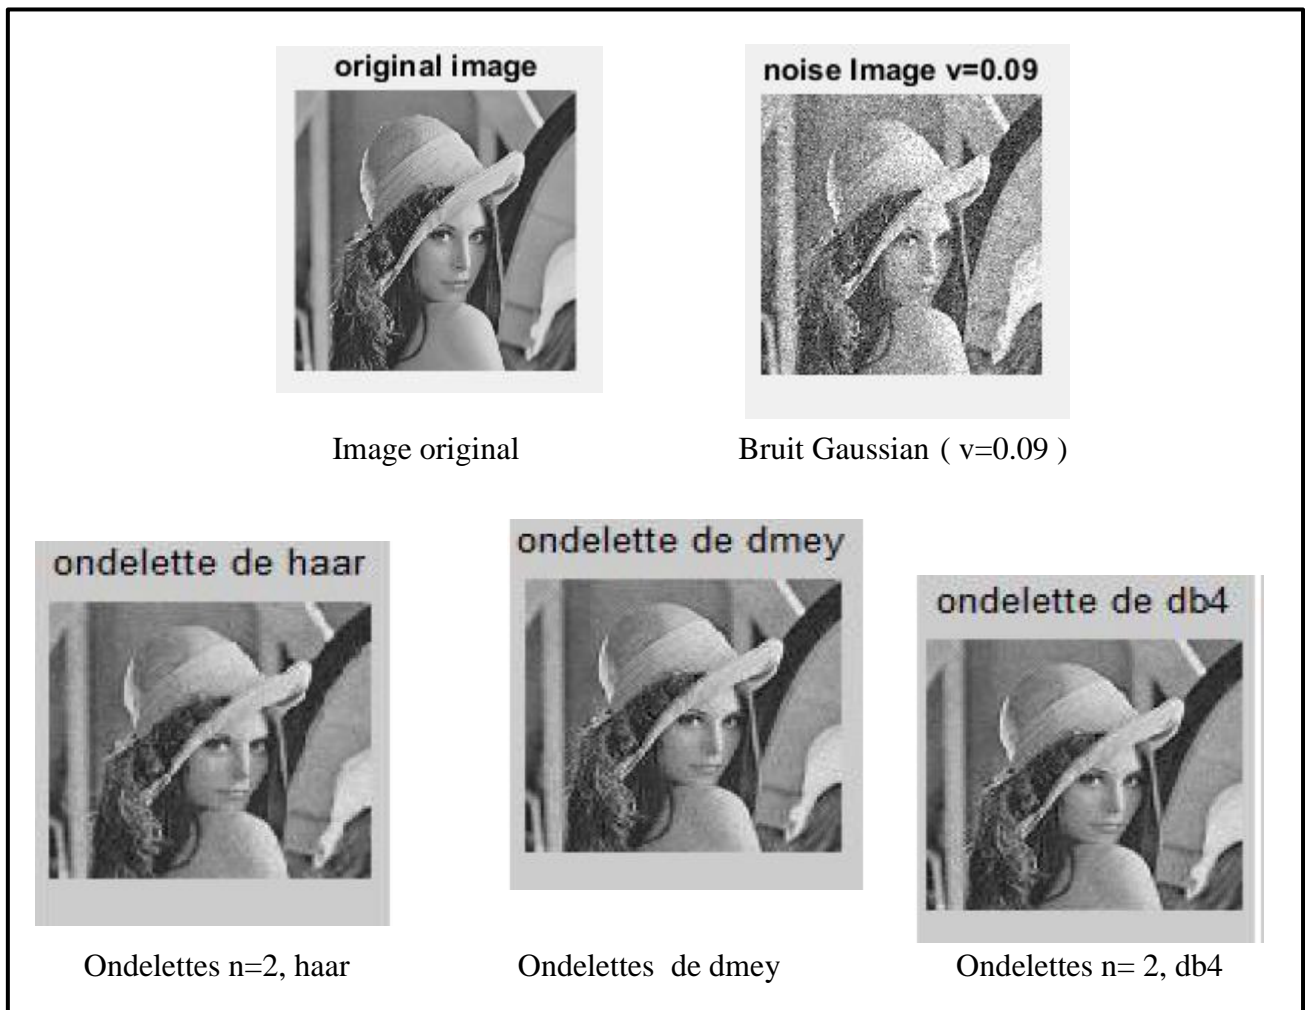 original image
noise Image v=0.09
Image original
Bruit Gaussian ( v=0.09 )
ondelette de haar
ondelette de dmey
ondelette de db4
Ondelettes n=2, haar
Ondelettes de dmey
Ondelettes n= 2, db4